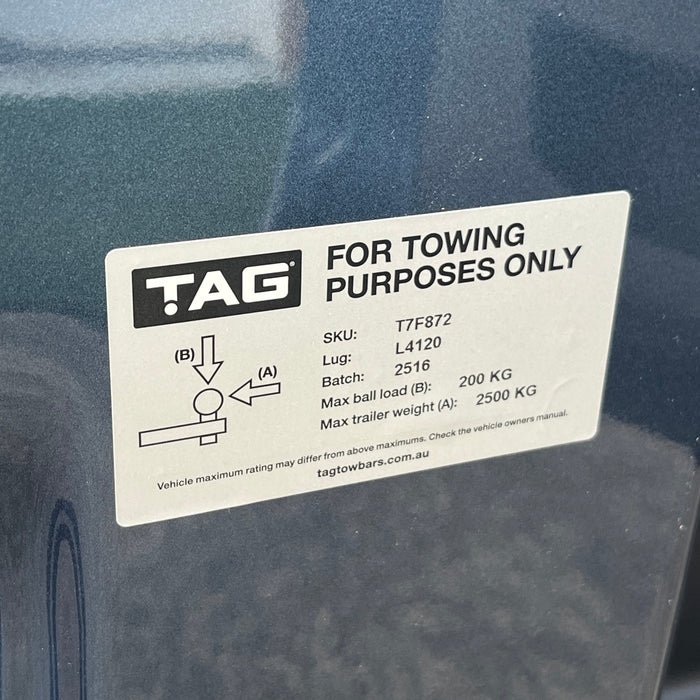 TAG
FOR TOWING
PURPOSES ONLY
(B)
(A)
SKU: T7F872
Lug: L4120
Batch: 2516
Max ball load (B): 200 KG
Max trailer weight (A): 2500 KG
Vehicle maximum rating may differ from above maximums. Check the vehicle owners manual.
tagtowbars.com.au